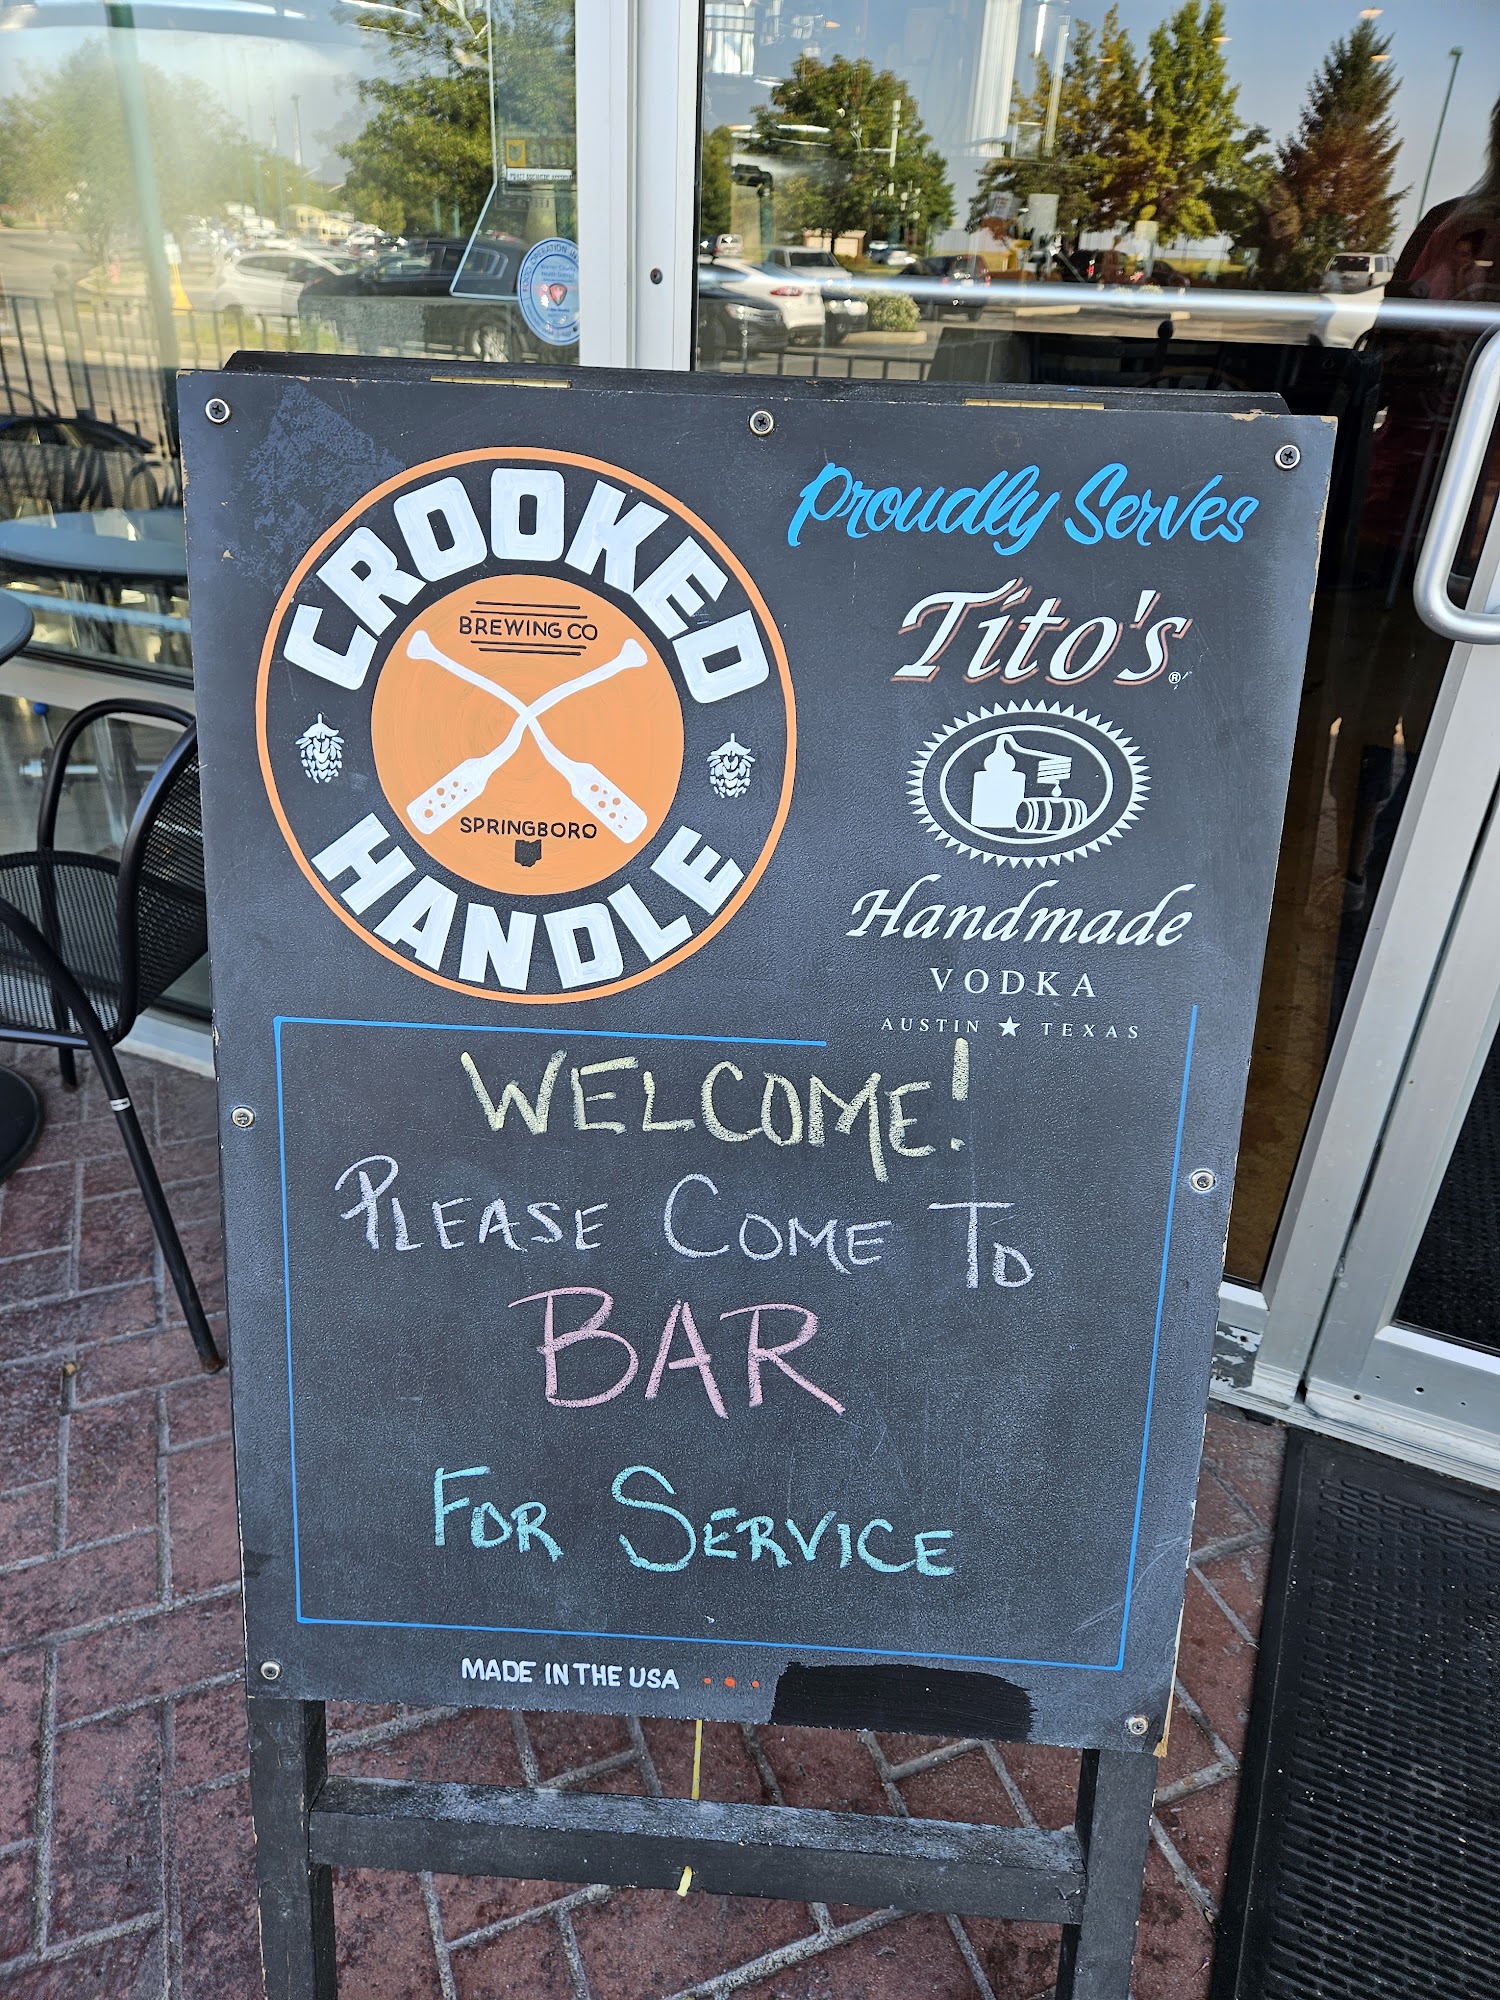 CROOKED
BREWING CO
SPRINGBORO
HANDLE
Proudly Serves
Tito's®
Handmade
VODKA
AUSTIN ★ TEXAS
WELCOME!
PLEASE COME TO
BAR
FOR SERVICE
MADE IN THE USA